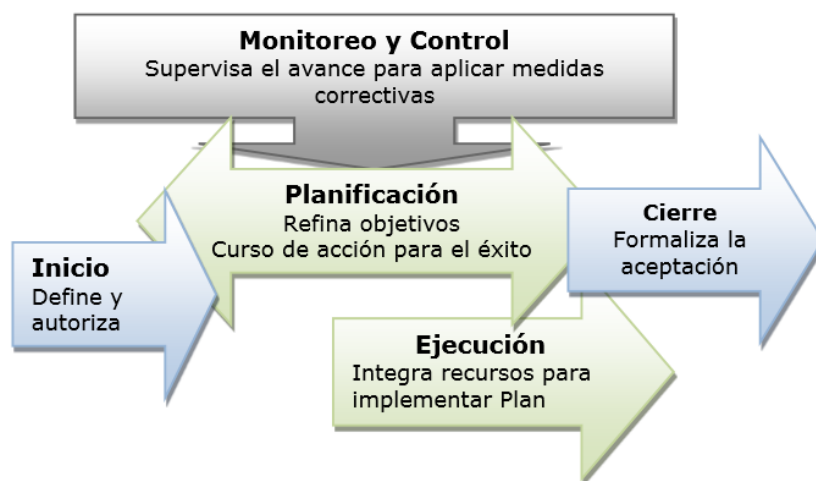 Monitoreo y Control
Supervisa el avance para aplicar medidas
correctivas
Planificación
Refina objetivos
Curso de acción para el éxito
Inicio
Define y
autoriza
Cierre
Formaliza la
aceptación
Ejecución
Integra recursos para
implementar Plan